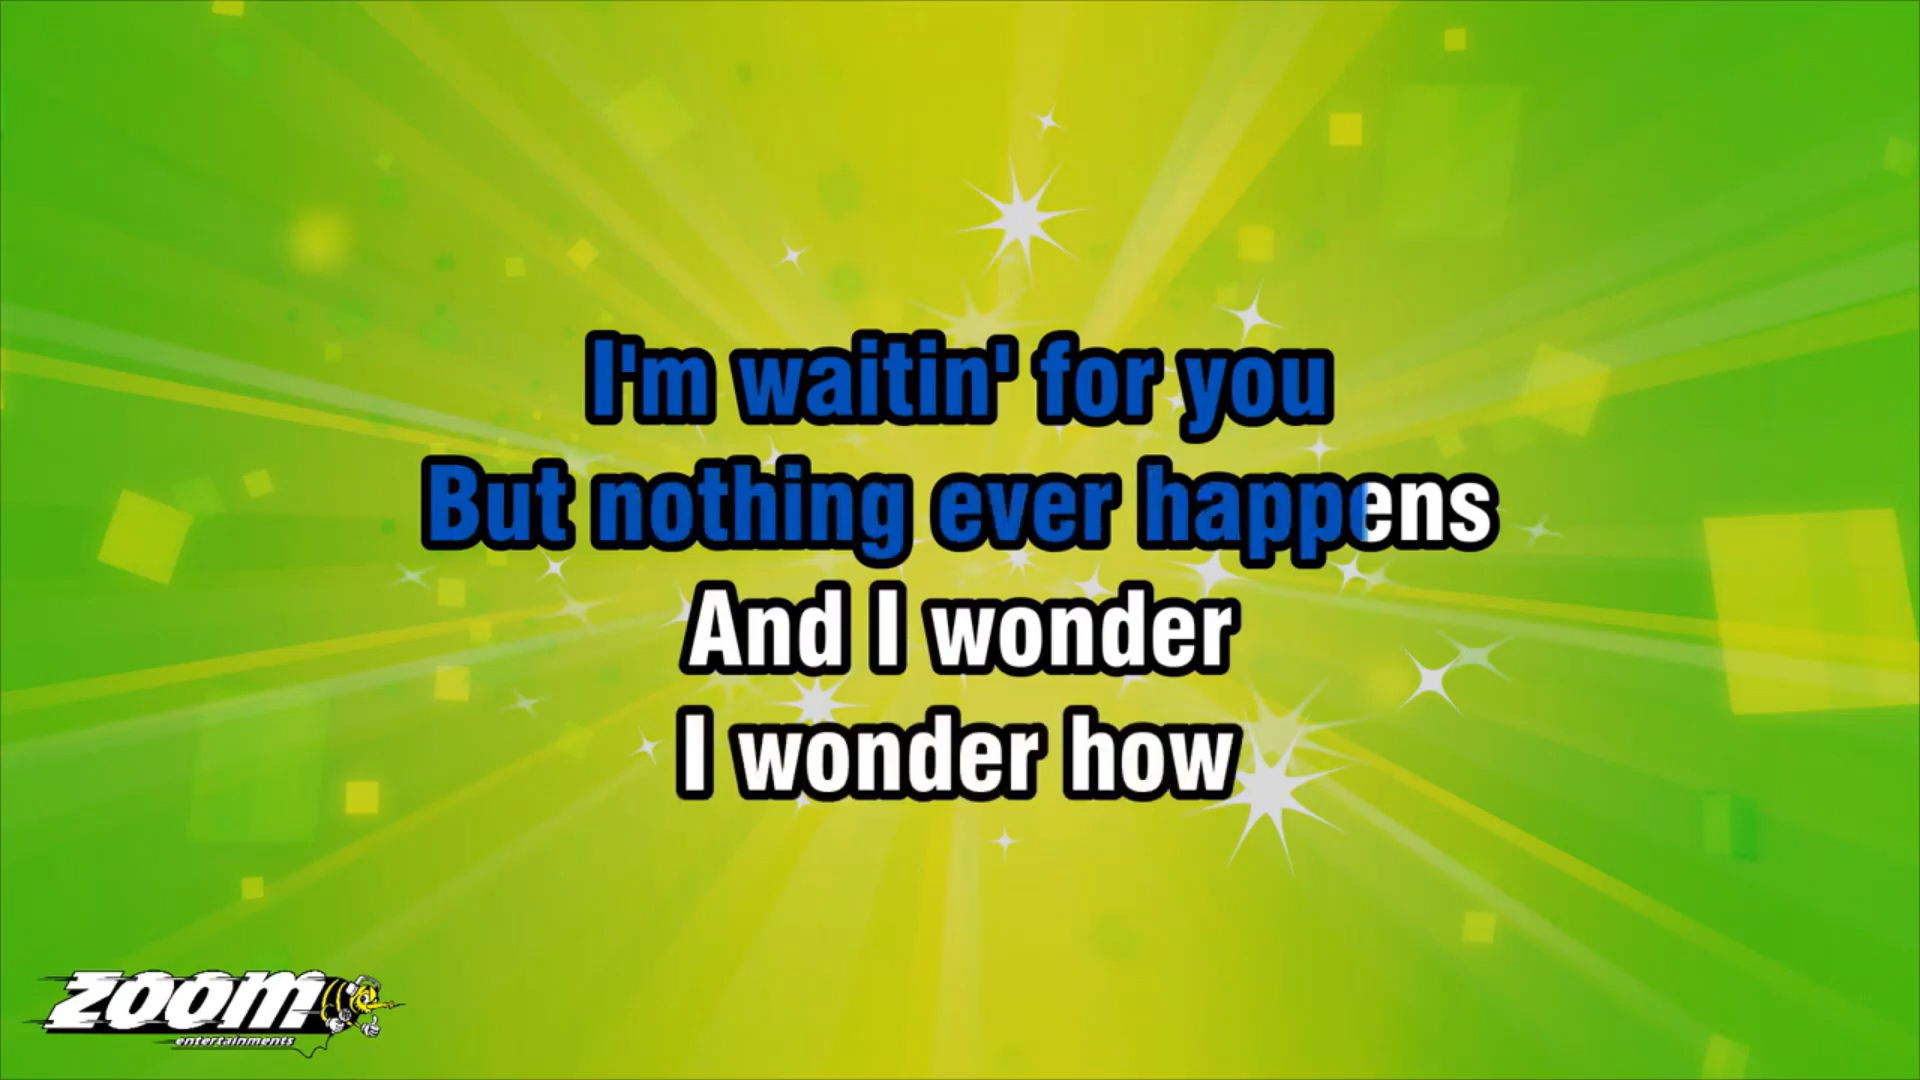 I'm waitin' for you
But nothing ever happens
And I wonder
I wonder how
zoom
entertainments